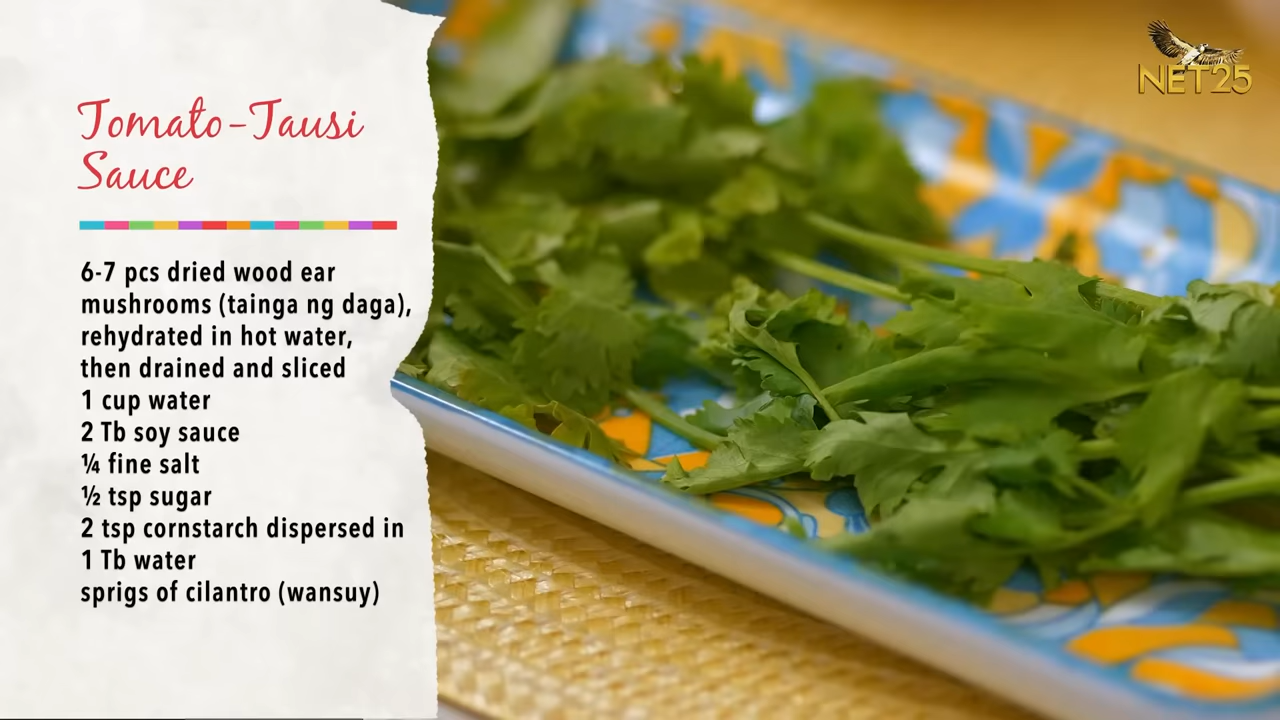 NET25
Tomato-Tausi
Sauce
6-7 pcs dried wood ear
mushrooms (tainga ng daga),
rehydrated in hot water,
then drained and sliced
1 cup water
2 Tb soy sauce
¼ fine salt
½ tsp sugar
2 tsp cornstarch dispersed in
1 Tb water
sprigs of cilantro (wansuy)